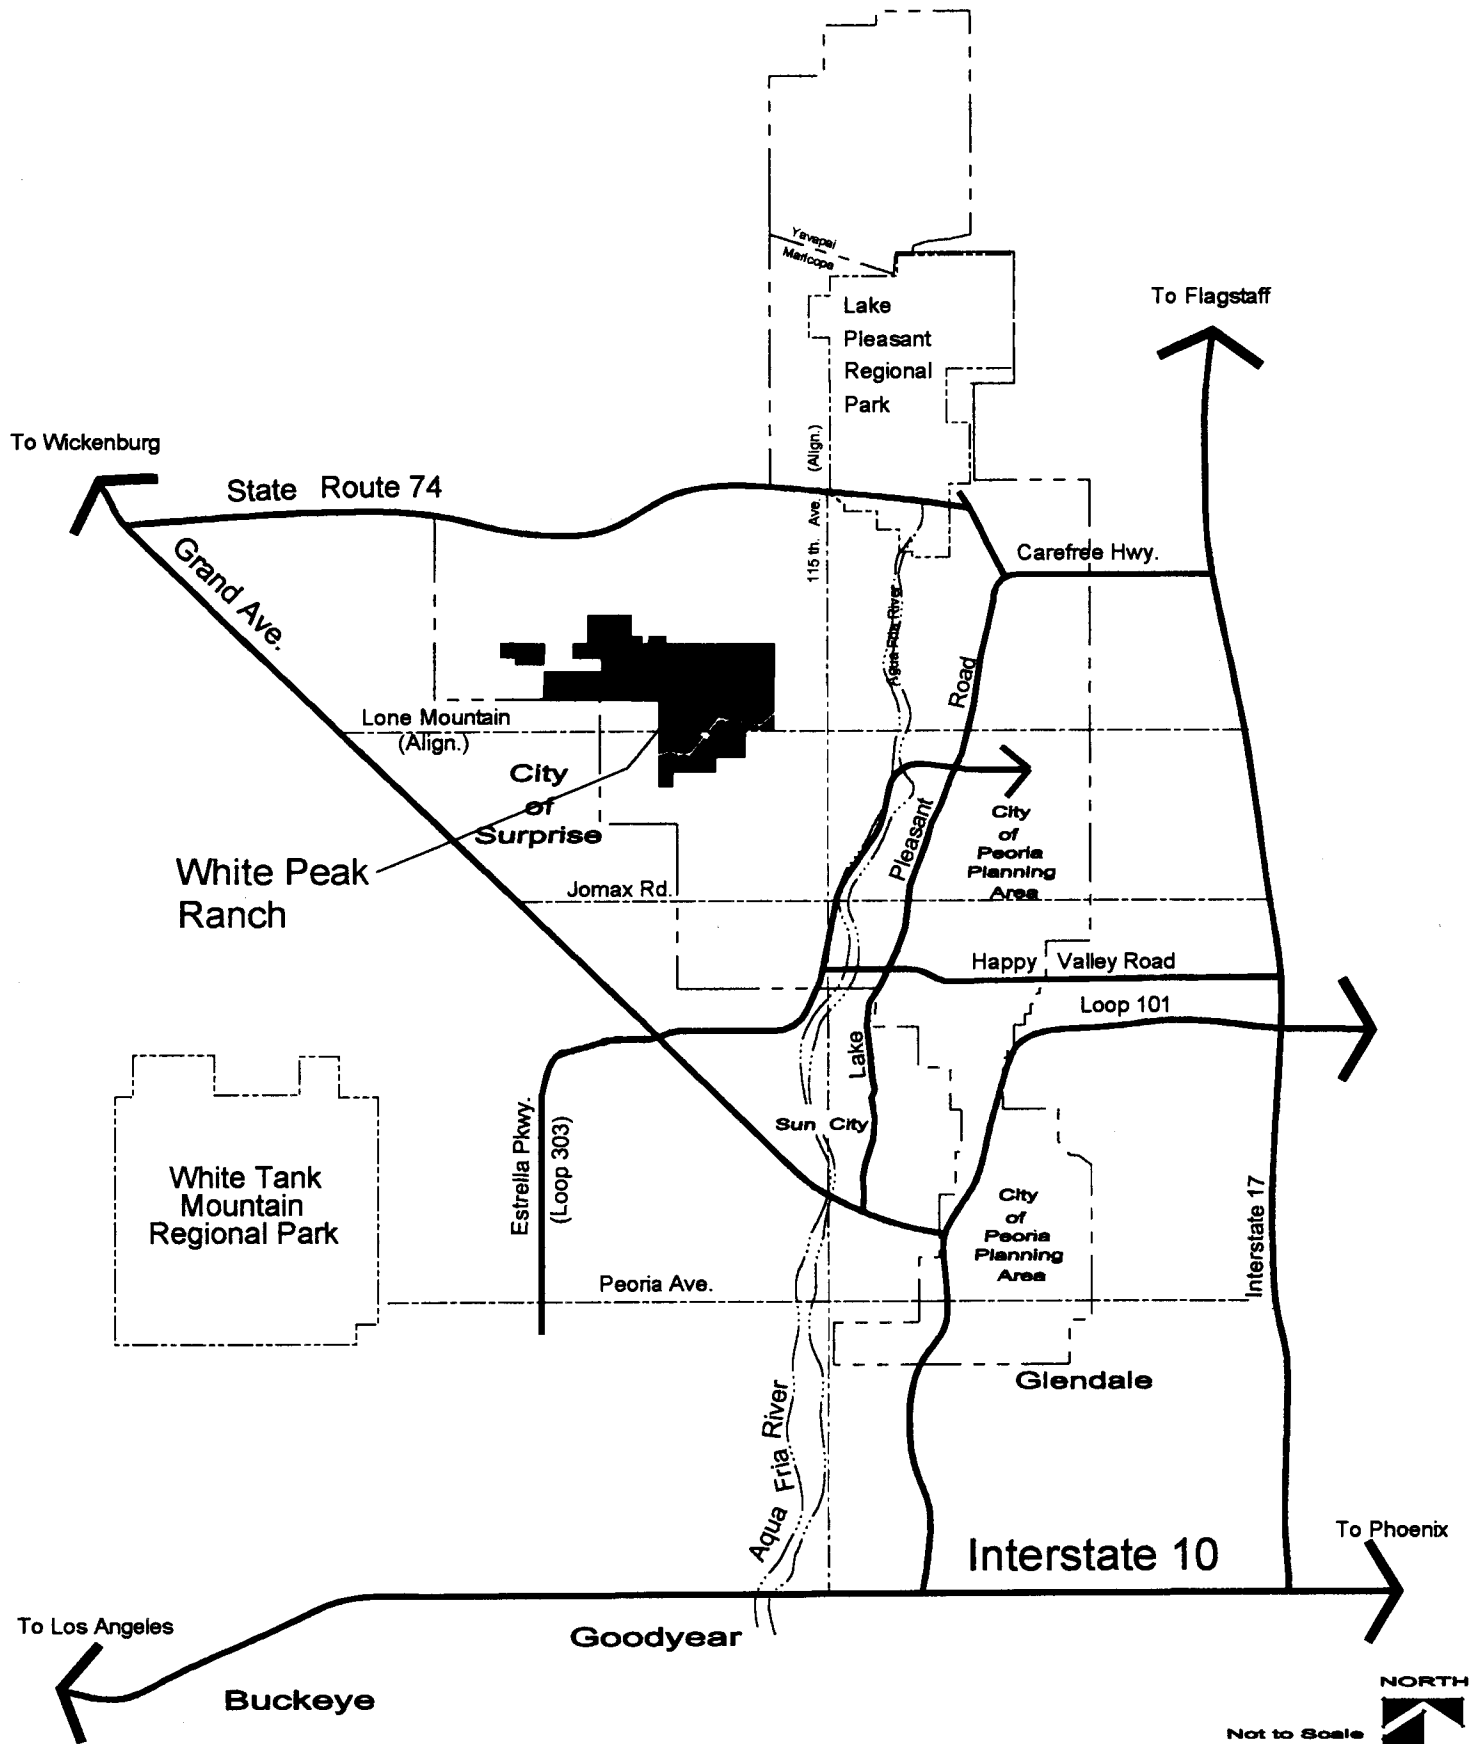 Yavapai
Maricopa
Lake
Pleasant
Regional
Park
To Flagstaff
To Wickenburg
State Route 74
115 th. Ave. (Align.)
Carefree Hwy.
Grand Ave.
Aqua Fria River
Lone Mountain
(Align.)
City
of
Surprise
White Peak
Ranch
Lake Pleasant Road
City
of
Peoria
Planning
Area
Jomax Rd.
Happy Valley Road
Loop 101
Sun City
Estrella Pkwy.
(Loop 303)
White Tank
Mountain
Regional Park
City
of
Peoria
Planning
Area
Interstate 17
Peoria Ave.
Glendale
Aqua Fria River
Interstate 10
To Phoenix
To Los Angeles
Goodyear
Buckeye
NORTH
Not to Scale